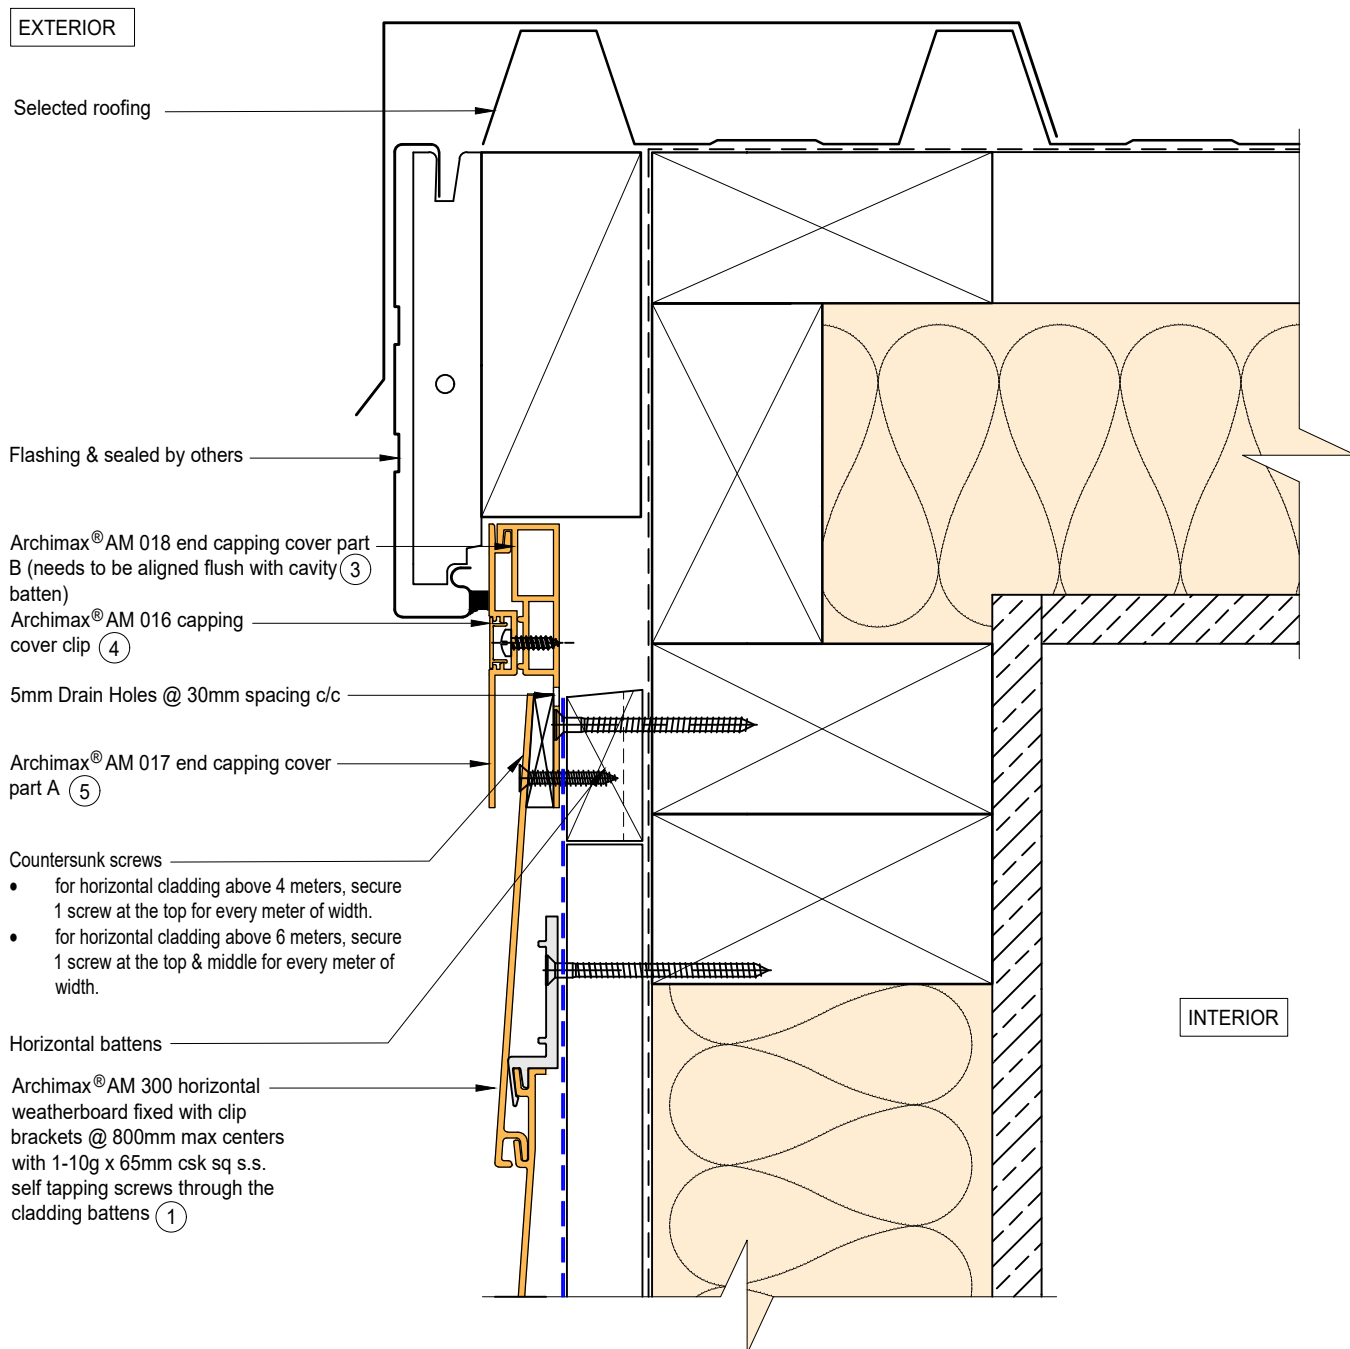 EXTERIOR
Selected roofing
Flashing & sealed by others
Archimax® AM 018 end capping cover part
B (needs to be aligned flush with cavity 3
batten)
Archimax® AM 016 capping
cover clip 4
5mm Drain Holes @ 30mm spacing c/c
Archimax® AM 017 end capping cover
part A 5
Countersunk screws
• for horizontal cladding above 4 meters, secure
1 screw at the top for every meter of width.
• for horizontal cladding above 6 meters, secure
1 screw at the top & middle for every meter of
width.
Horizontal battens
Archimax® AM 300 horizontal
weatherboard fixed with clip
brackets @ 800mm max centers
with 1-10g x 65mm csk sq s.s.
self tapping screws through the
cladding battens 1
INTERIOR